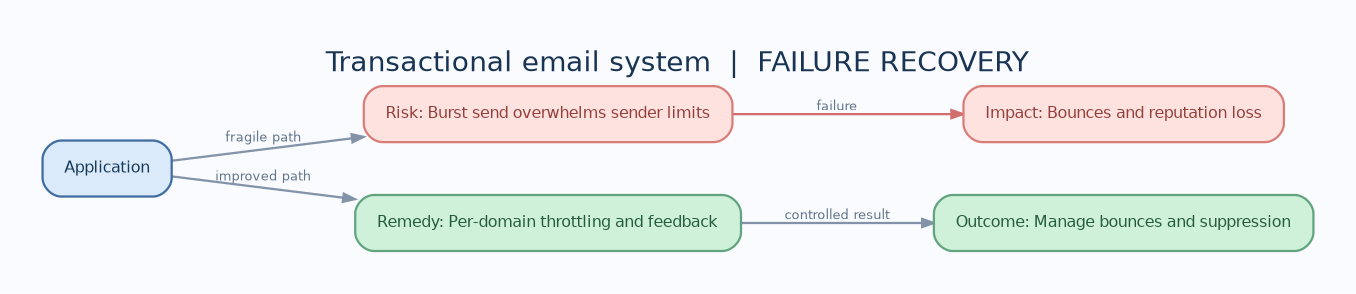 Transactional email system | FAILURE RECOVERY
Risk: Burst send overwhelms sender limits
failure
Impact: Bounces and reputation loss
fragile path
Application
improved path
Remedy: Per-domain throttling and feedback
controlled result
Outcome: Manage bounces and suppression